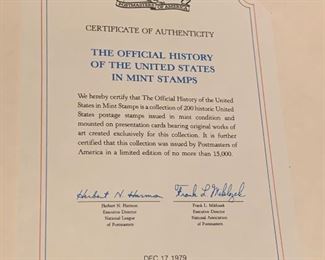 POSTMASTERS OF AMERICA
CERTIFICATE OF AUTHENTICITY
THE OFFICIAL HISTORY
OF THE UNITED STATES
IN MINT STAMPS
We hereby certify that The Official History of the United
States in Mint Stamps is a collection of 200 historic United
States postage stamps issued in mint condition and
mounted on presentation cards bearing original works of
art created exclusively for this collection. It is further
certified that this collection was issued by Postmasters of
America in a limited edition of no more than 15,000.
Herbert N. Harmon Frank L. Miklozek
Herbert N. Harmon Frank L. Miklozek
Executive Director Executive Director
National League National Association
of Postmasters of Postmasters
DEC 17 1979